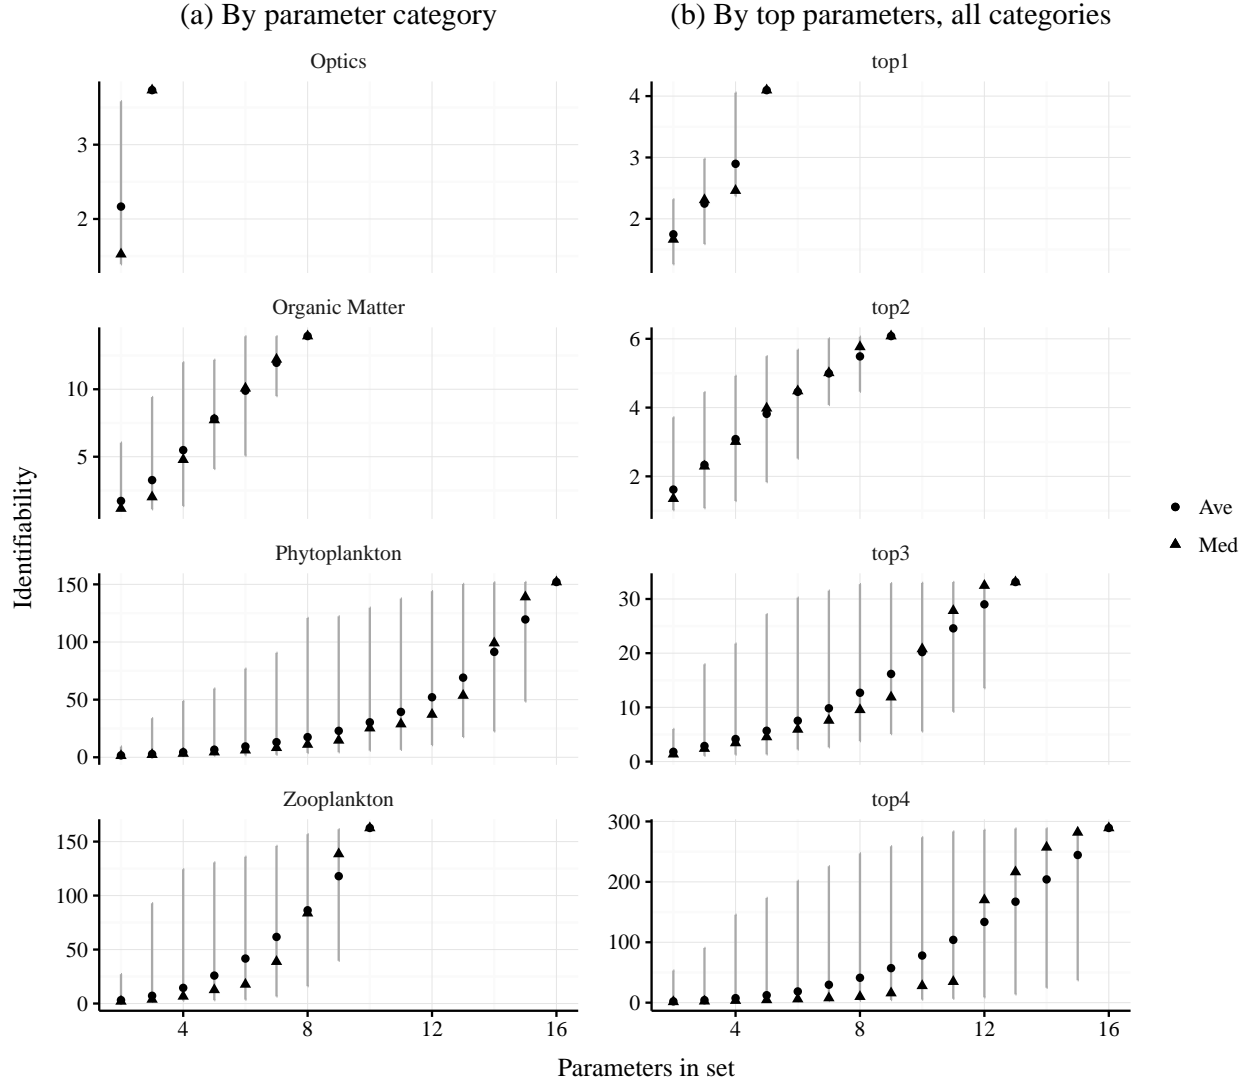 (a) By parameter category
(b) By top parameters, all categories
Optics
3
2
top1
4
3
2
Organic Matter
10
5
top2
6
4
2
Phytoplankton
150
100
50
0
top3
30
20
10
0
Zooplankton
150
100
50
0
4
8
12
16
top4
300
200
100
0
4
8
12
16
Identifiability
Parameters in set
Ave
Med